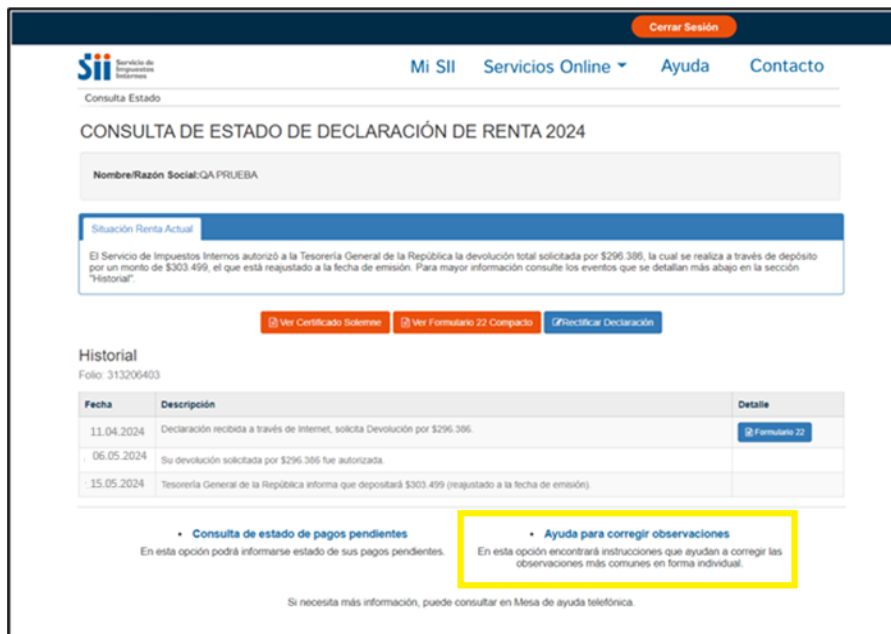 Cerrar Sesión
sii Servicio de
Impuestos
Internos
Mi SII Servicios Online Ayuda Contacto
Consulta Estado
CONSULTA DE ESTADO DE DECLARACIÓN DE RENTA 2024
Nombre/Razón Social:QA PRUEBA
Situación Renta Actual
El Servicio de Impuestos Internos autorizó a la Tesorería General de la República la devolución total solicitada por $296.386, la cual se realiza a través de depósito
por un monto de $303.499, el que está reajustado a la fecha de emisión. Para mayor información consulte los eventos que se detallan más abajo en la sección
"Historial".
Ver Certificado Solemne Ver Formulario 22 Compacto Rectificar Declaración
Historial
Folio: 313206403
Fecha Descripción Detalle
11.04.2024 Declaración recibida a través de Internet, solicita Devolución por $296.386. Formulario 22
06.05.2024 Su devolución solicitada por $296.386 fue autorizada.
15.05.2024 Tesorería General de la República informa que depositará $303.499 (reajustado a la fecha de emisión).
• Consulta de estado de pagos pendientes
En esta opción podrá informarse estado de sus pagos pendientes.
• Ayuda para corregir observaciones
En esta opción encontrará instrucciones que ayudan a corregir las
observaciones más comunes en forma individual.
Si necesita más información, puede consultar en Mesa de ayuda telefónica.